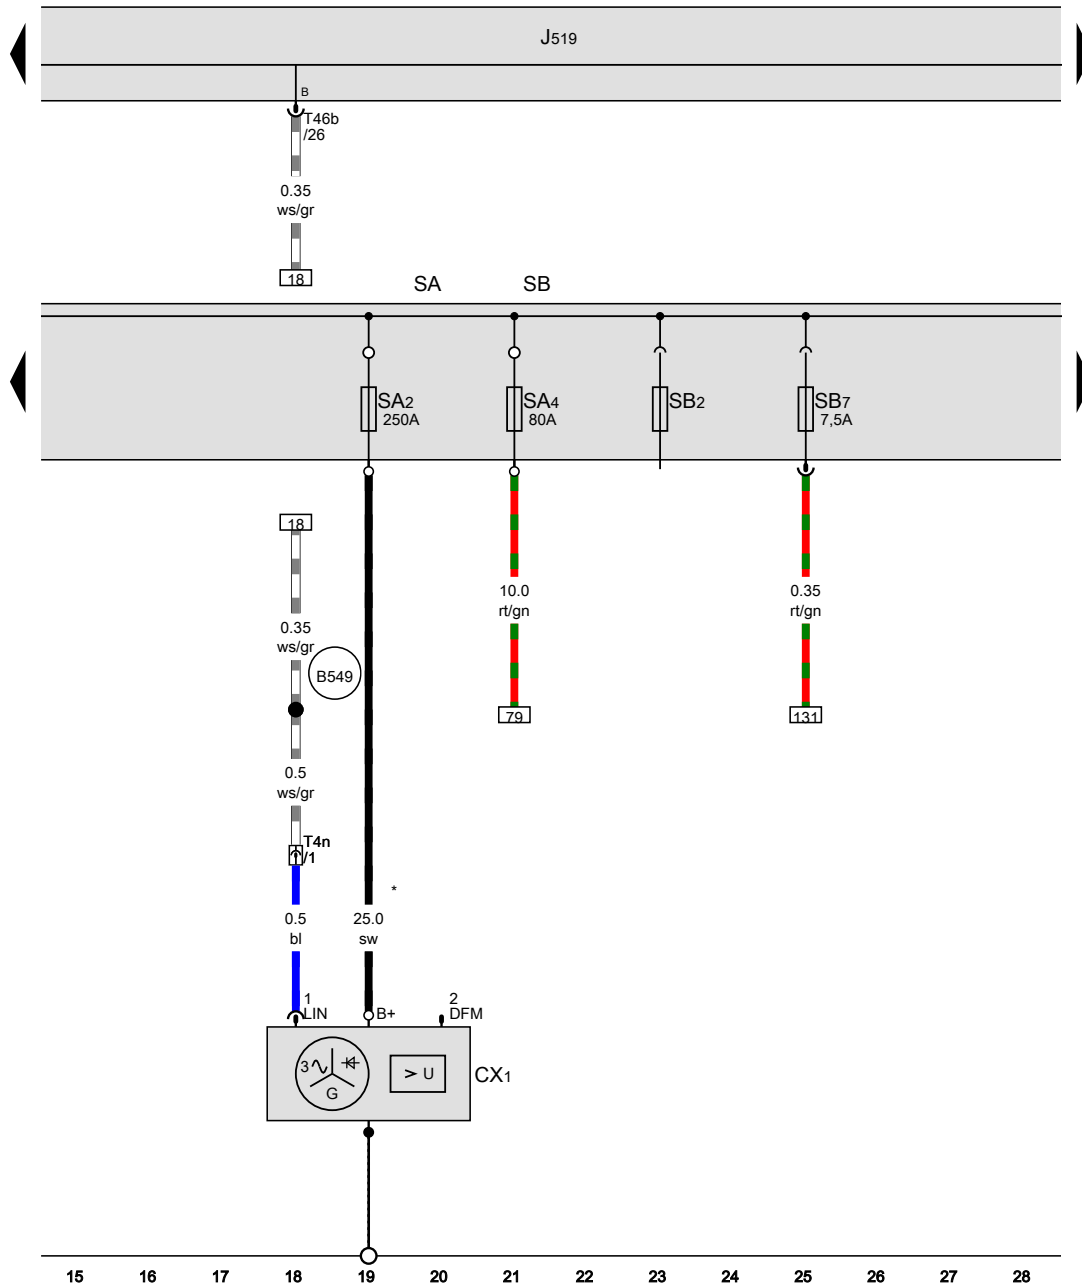 J519
B
T46b
/26
0.35
ws/gr
18
SA
SB
SA2
250A
SA4
80A
SB2
SB7
7,5A
18
0.35
ws/gr
B549
10.0
rt/gn
79
0.35
rt/gn
131
0.5
ws/gr
T4n
/1
*
0.5
bl
25.0
sw
1
LIN
B+
2
DFM
3
G
> U
CX1
15 16 17 18 19 20 21 22 23 24 25 26 27 28